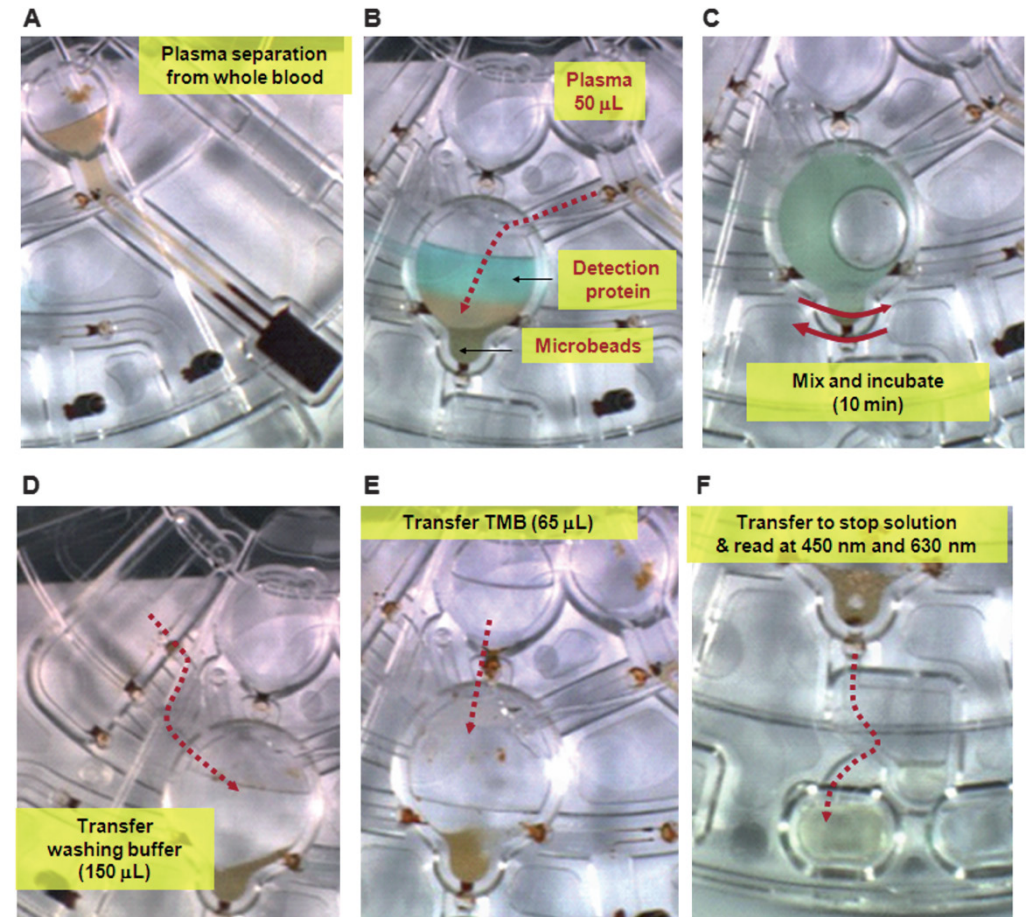 A
Plasma separation
from whole blood
B
Plasma
50 μL
Detection
protein
Microbeads
C
Mix and incubate
(10 min)
D
Transfer
washing buffer
(150 μL)
E
Transfer TMB (65 μL)
F
Transfer to stop solution
& read at 450 nm and 630 nm